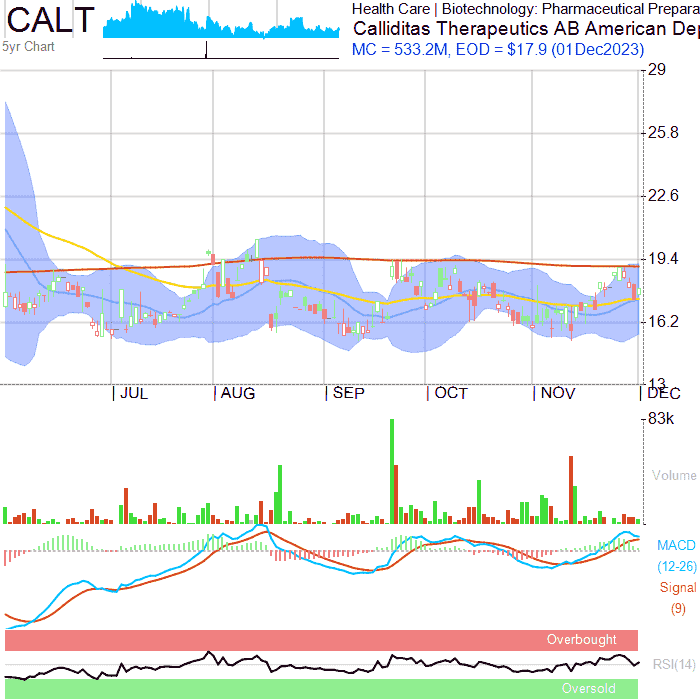 CALT
5yr Chart
Health Care | Biotechnology: Pharmaceutical Prepara
Calliditas Therapeutics AB American Dep
MC = 533.2M, EOD = $17.9 (01Dec2023)
29
25.8
22.6
19.4
16.2
13
JUL AUG SEP OCT NOV DEC
83k
Volume
MACD
(12-26)
Signal
(9)
Overbought
RSI(14)
Oversold